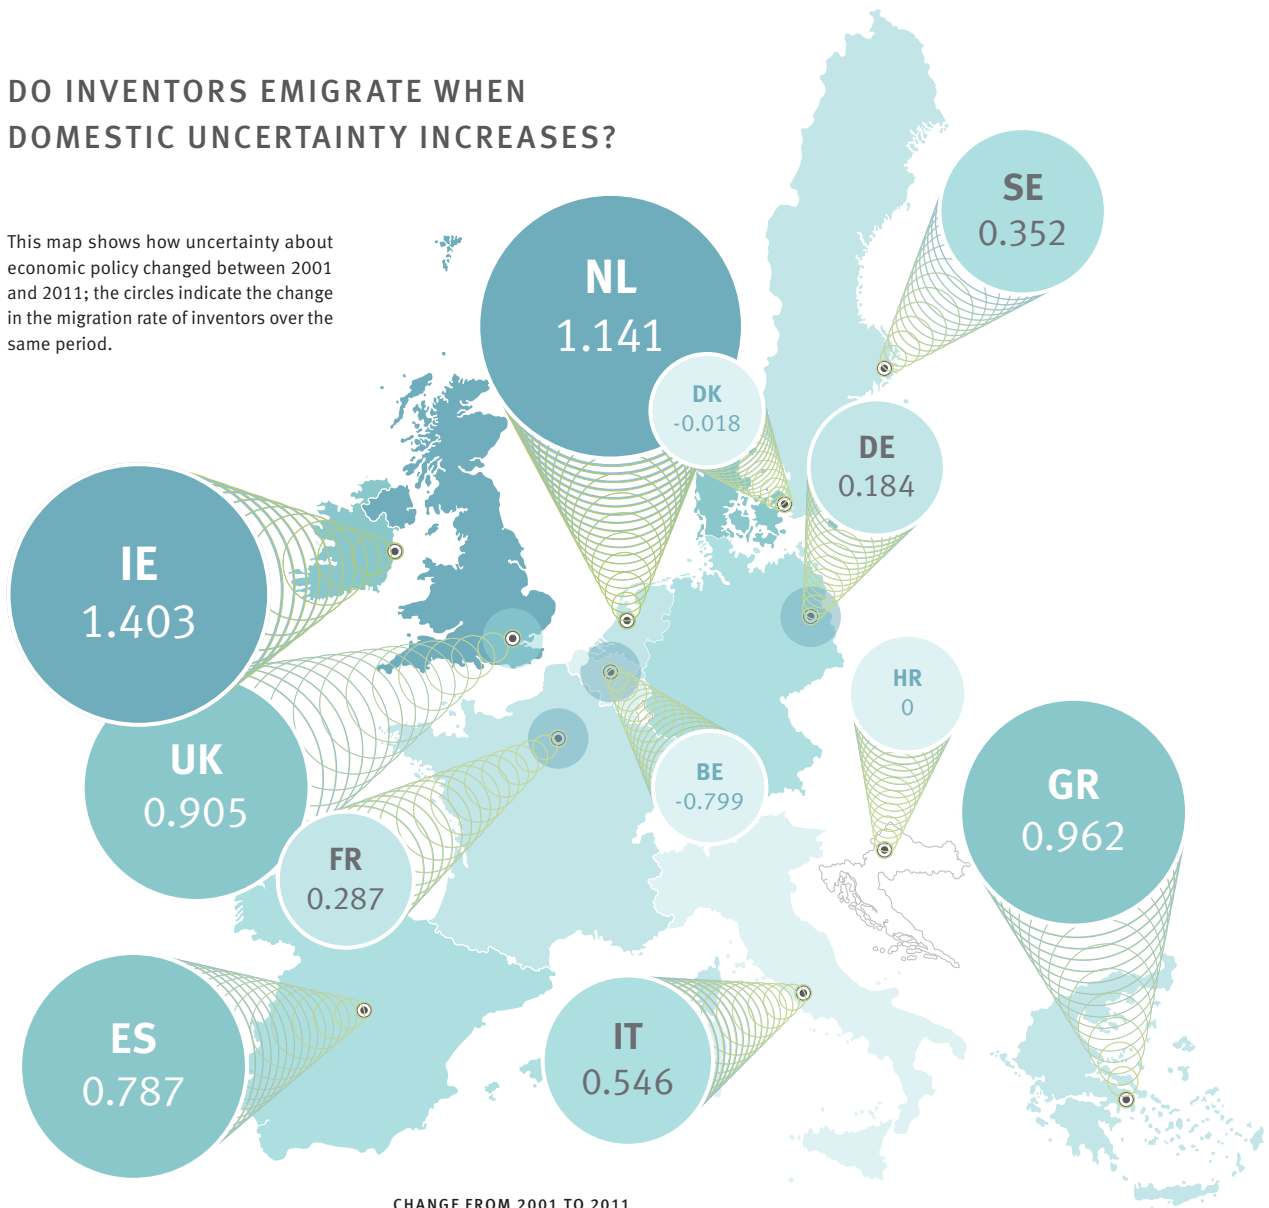 DO INVENTORS EMIGRATE WHEN
DOMESTIC UNCERTAINTY INCREASES?
This map shows how uncertainty about
economic policy changed between 2001
and 2011; the circles indicate the change
in the migration rate of inventors over the
same period.
SE
0.352
NL
1.141
DK
-0.018
DE
0.184
IE
1.403
HR
0
UK
0.905
BE
-0.799
GR
0.962
FR
0.287
ES
0.787
IT
0.546
CHANGE FROM 2001 TO 2011